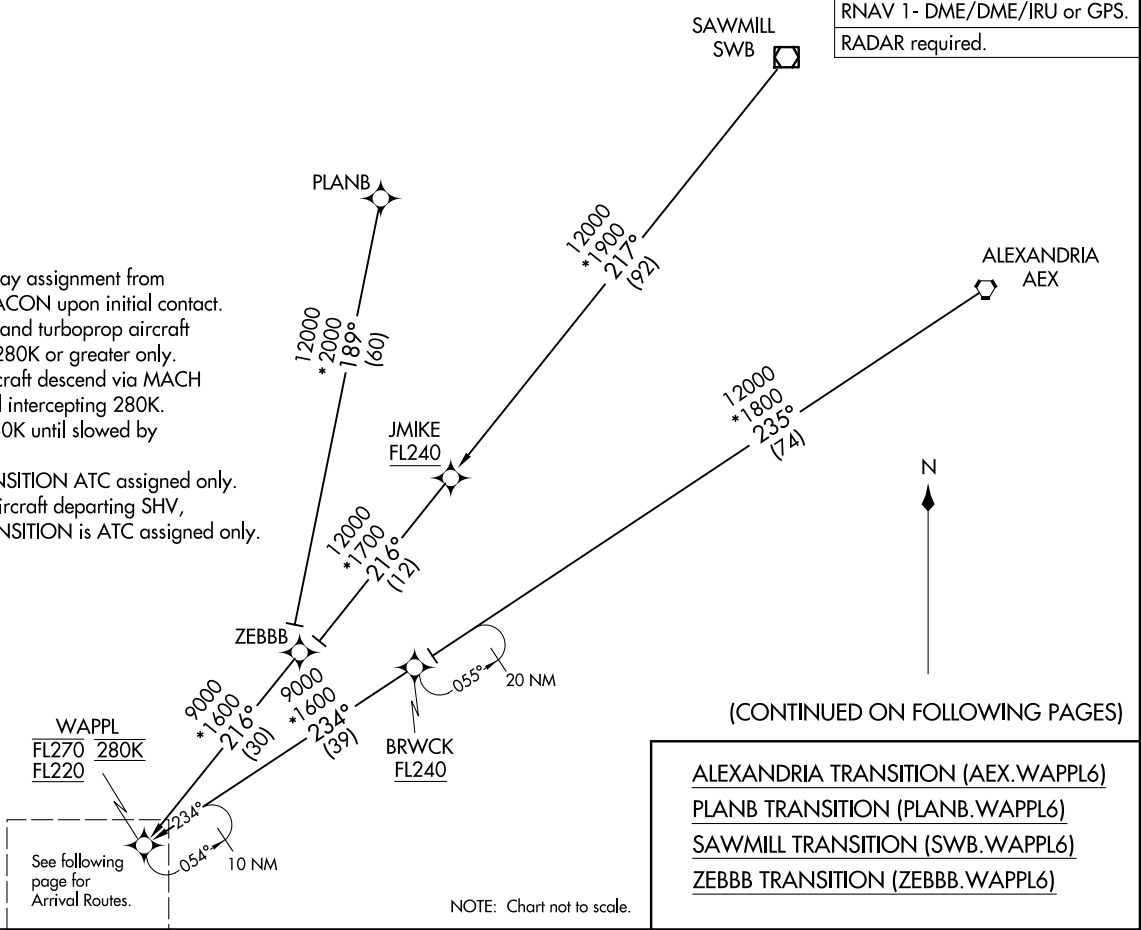 RNAV 1- DME/DME/IRU or GPS.
RADAR required.
SAWMILL
SWB
PLANB
12000
*1900
217°
(92)
ALEXANDRIA
AEX
ay assignment from
ACON upon initial contact.
and turboprop aircraft
280K or greater only.
craft descend via MACH
l intercepting 280K.
0K until slowed by
NSITION ATC assigned only.
ircraft departing SHV,
NSITION is ATC assigned only.
12000
*2000
189°
(60)
12000
*1800
235°
(74)
JMIKE
FL240
N
12000
*1700
216°
(12)
ZEBBB
055°
20 NM
9000
*1600
216°
(30)
9000
*1600
234°
(39)
BRWCK
FL240
WAPPL
FL270 280K
FL220
234°
054°
10 NM
See following
page for
Arrival Routes.
NOTE: Chart not to scale.
(CONTINUED ON FOLLOWING PAGES)
ALEXANDRIA TRANSITION (AEX.WAPPL6)
PLANB TRANSITION (PLANB.WAPPL6)
SAWMILL TRANSITION (SWB.WAPPL6)
ZEBBB TRANSITION (ZEBBB.WAPPL6)